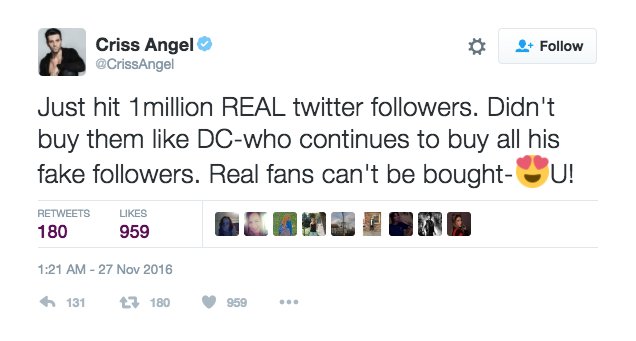 Criss Angel
@CrissAngel
Follow
Just hit 1million REAL twitter followers. Didn't
buy them like DC-who continues to buy all his
fake followers. Real fans can't be bought-😍U!
RETWEETS LIKES
180 959
1:21 AM - 27 Nov 2016
131 180 959